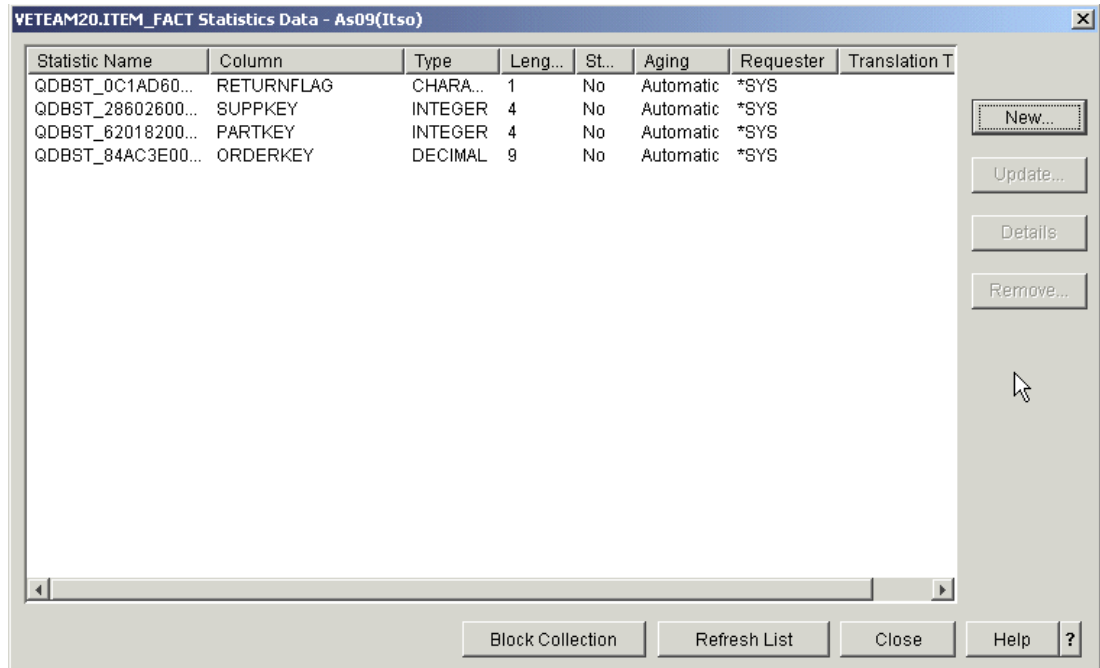 VETEAM20.ITEM_FACT Statistics Data - As09(Itso)
Statistic Name Column Type Leng... St... Aging Requester Translation T
QDBST_0C1AD60... RETURNFLAG CHARA... 1 No Automatic *SYS
QDBST_28602600... SUPPKEY INTEGER 4 No Automatic *SYS
QDBST_62018200... PARTKEY INTEGER 4 No Automatic *SYS
QDBST_84AC3E00... ORDERKEY DECIMAL 9 No Automatic *SYS
New...
Update...
Details
Remove...
Block Collection Refresh List Close Help ?